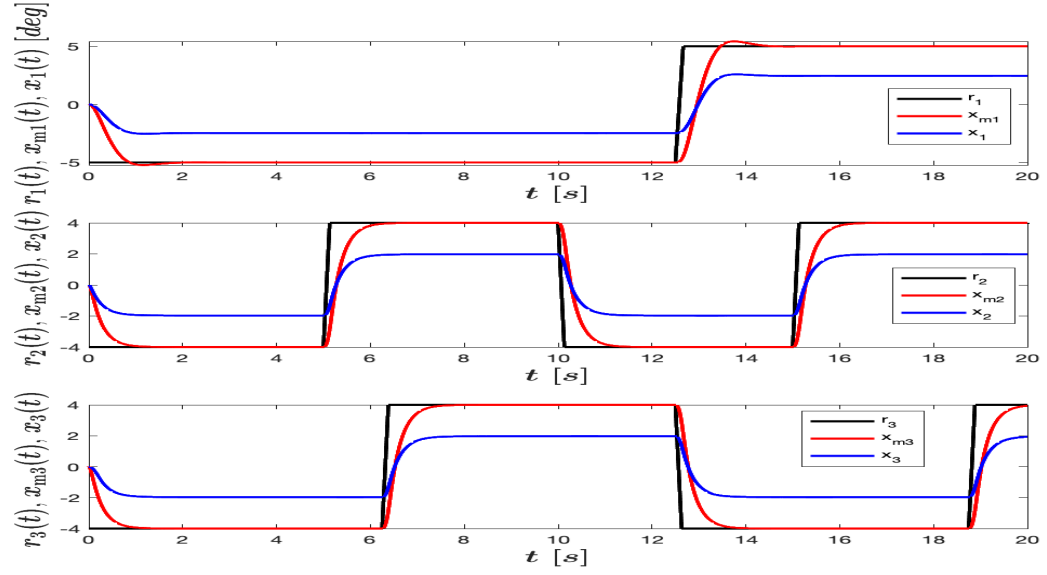 r₁(t), xₘ₁(t), x₁(t) [deg]
5
0
-5
r₁
xₘ₁
x₁
0 2 4 6 8 10 12 14 16 18 20
t [s]
r₂(t), xₘ₂(t), x₂(t)
4
2
0
-2
-4
r₂
xₘ₂
x₂
0 2 4 6 8 10 12 14 16 18 20
t [s]
r₃(t), xₘ₃(t), x₃(t)
4
2
0
-2
-4
r₃
xₘ₃
x₃
0 2 4 6 8 10 12 14 16 18 20
t [s]